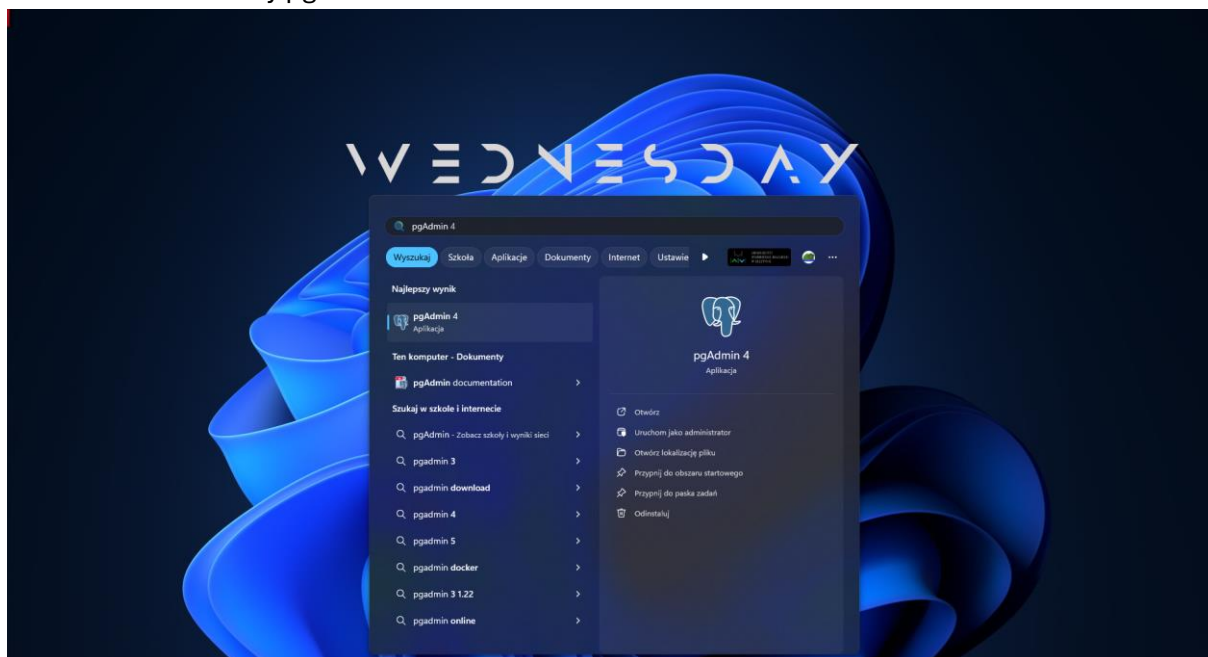 WEDNESDAY
pgAdmin 4
Wyszukaj Szkoła Aplikacje Dokumenty Internet Ustawie
Najlepszy wynik
pgAdmin 4
Aplikacja
Ten komputer - Dokumenty
pgAdmin documentation
Szukaj w szkole i internecie
pgAdmin - Zobacz szkoły i wyniki sieci
pgadmin 3
pgadmin download
pgadmin 4
pgadmin 5
pgadmin docker
pgadmin 3 1.22
pgadmin online
pgAdmin 4
Aplikacja
Otwórz
Uruchom jako administrator
Otwórz lokalizację pliku
Przypnij do obszaru startowego
Przypnij do paska zadań
Odinstaluj